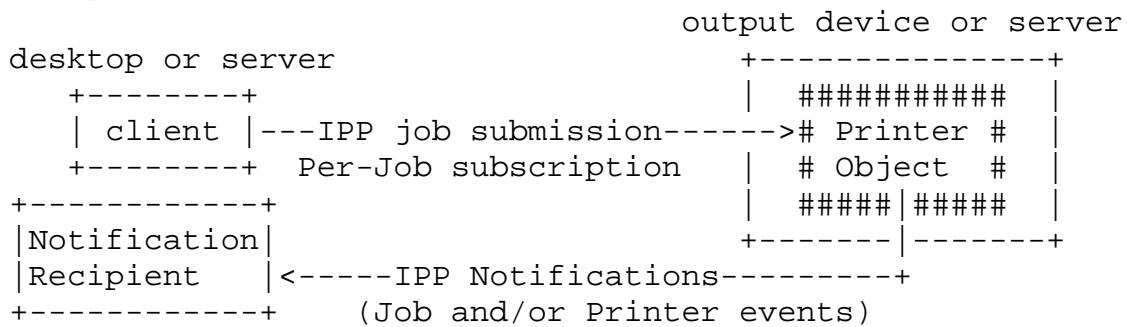 output device or server
desktop or server
+---------------+
+--------+ | ########### |
| client |---IPP job submission------># Printer # |
+--------+ Per-Job subscription | # Object # |
+------------+ | #####|##### |
|Notification| +-------|-------+
|Recipient |<-----IPP Notifications---------+
+------------+ (Job and/or Printer events)